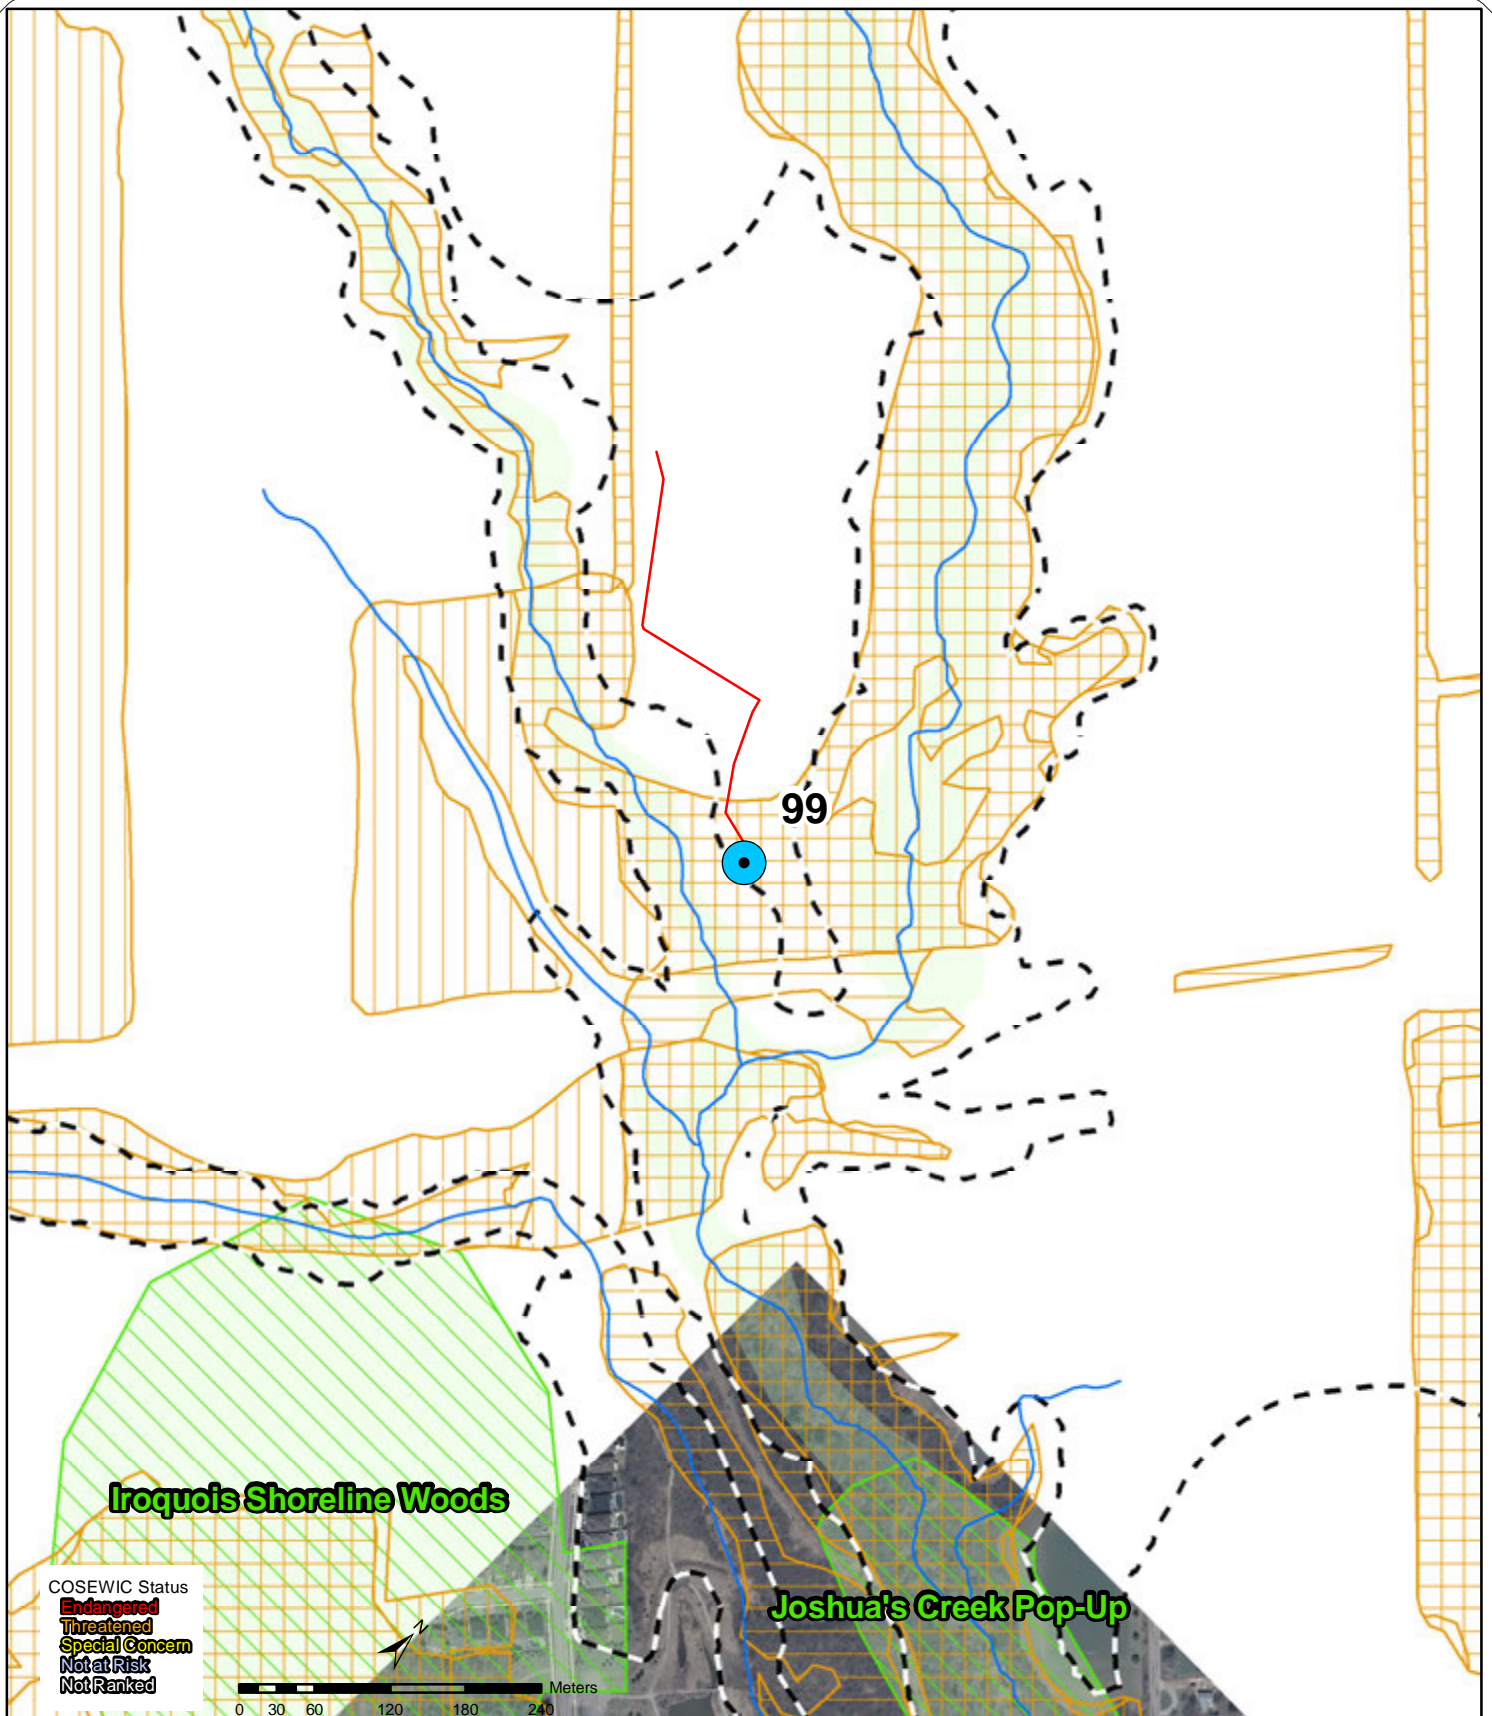 99
Iroquois Shoreline Woods
Joshua's Creek Pop-Up
COSEWIC Status
Endangered
Threatened
Special Concern
Not at Risk
Not Ranked
N
Meters
0 30 60 120 180 240